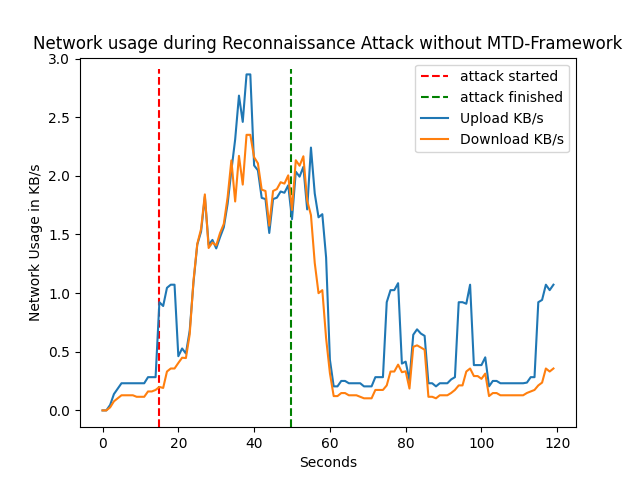 Network usage during Reconnaissance Attack without MTD-Framework
attack started
attack finished
Upload KB/s
Download KB/s
Network Usage in KB/s
3.0
2.5
2.0
1.5
1.0
0.5
0.0
0 20 40 60 80 100 120
Seconds